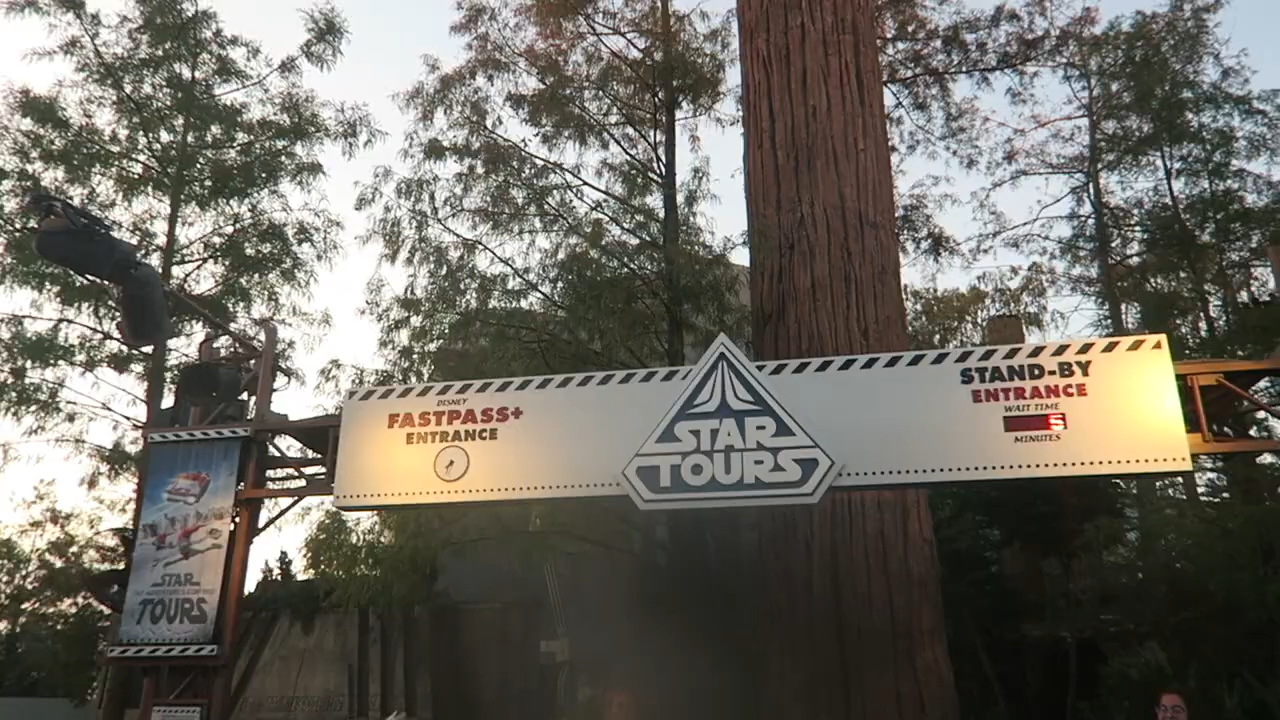 DISNEY
FASTPASS+
ENTRANCE
STAR
TOURS
STAND-BY
ENTRANCE
WAIT TIME
5
MINUTES
STAR
TOURS